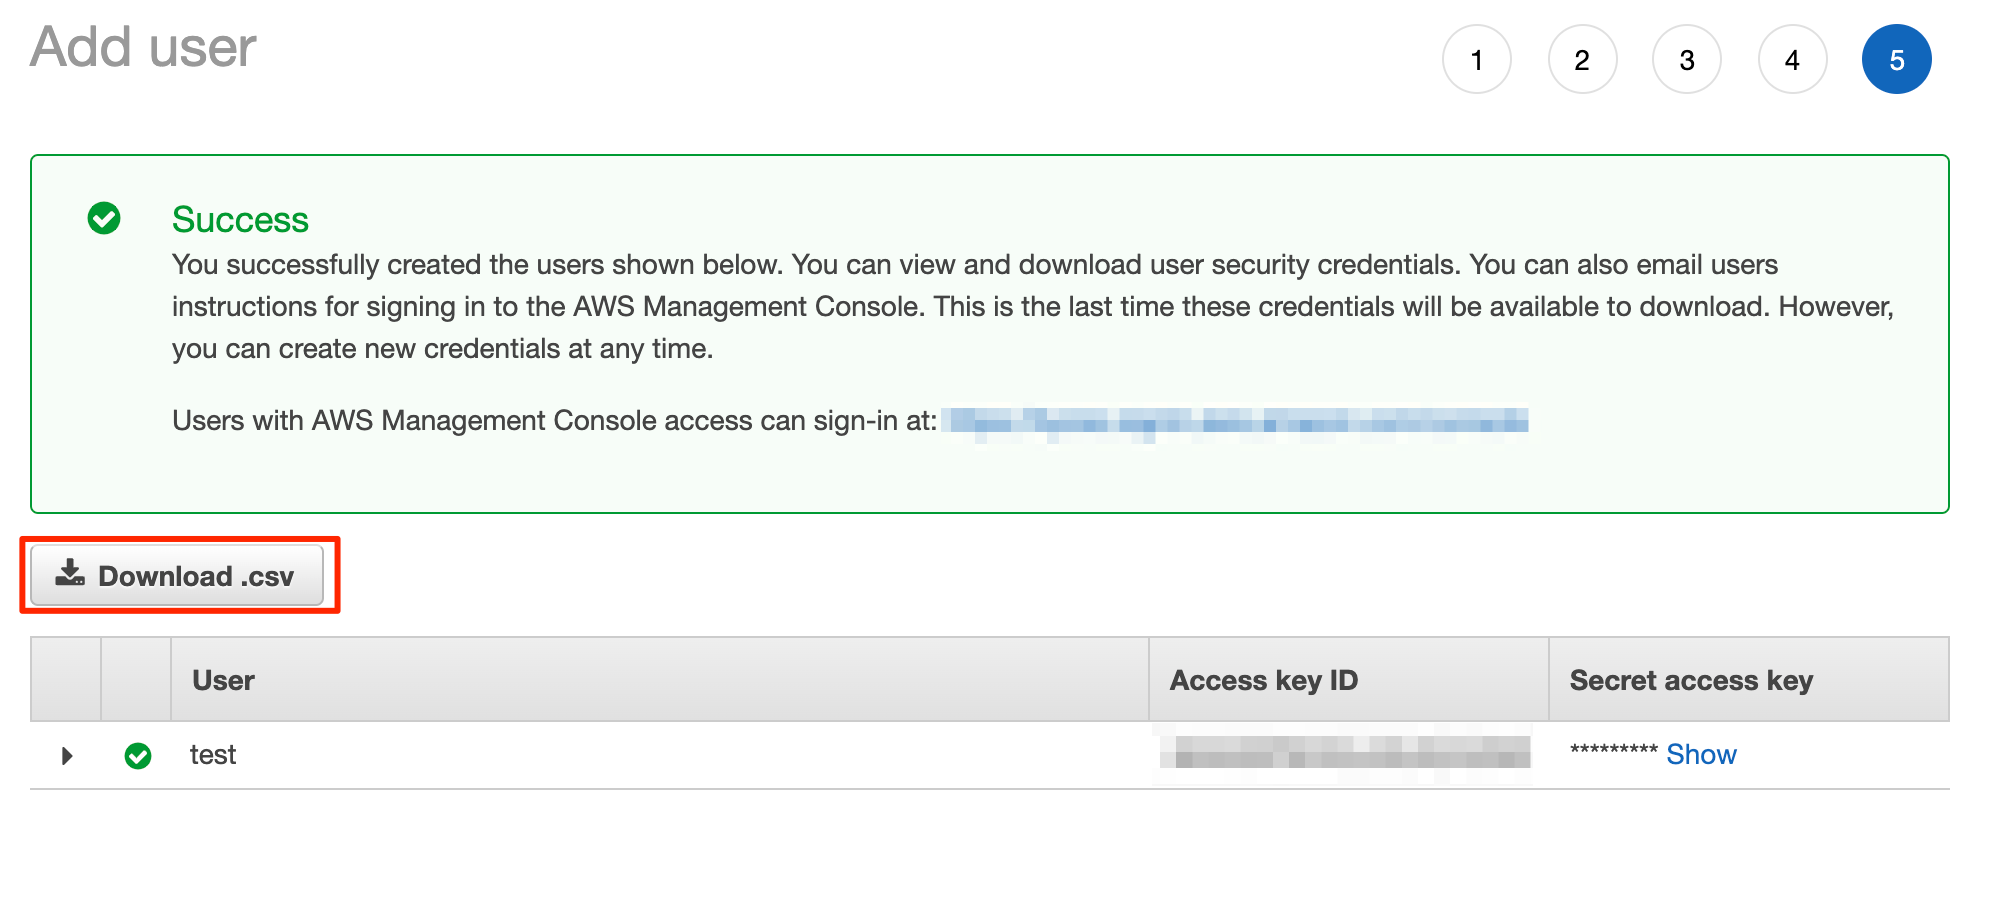 Add user
1 2 3 4 5
Success
You successfully created the users shown below. You can view and download user security credentials. You can also email users
instructions for signing in to the AWS Management Console. This is the last time these credentials will be available to download. However,
you can create new credentials at any time.
Users with AWS Management Console access can sign-in at:
Download .csv
User Access key ID Secret access key
test ********* Show